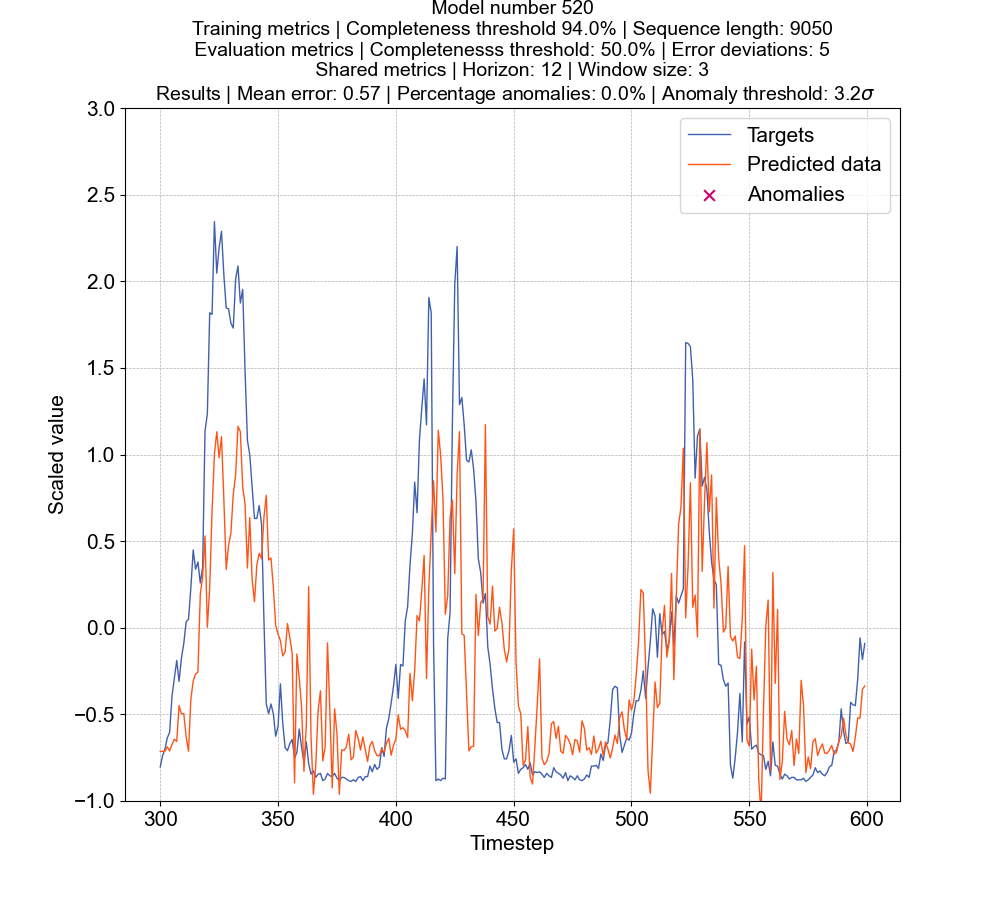 Model number 520
Training metrics | Completeness threshold 94.0% | Sequence length: 9050
Evaluation metrics | Completenesss threshold: 50.0% | Error deviations: 5
Shared metrics | Horizon: 12 | Window size: 3
Results | Mean error: 0.57 | Percentage anomalies: 0.0% | Anomaly threshold: 3.2σ
Targets
Predicted data
Anomalies
3.0
2.5
2.0
1.5
1.0
0.5
0.0
−0.5
−1.0
Scaled value
300
350
400
450
500
550
600
Timestep